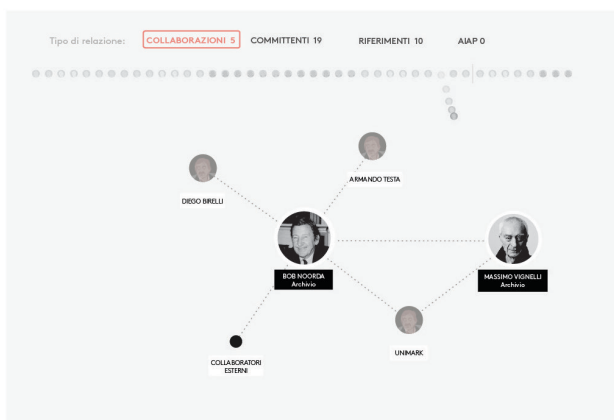 Tipo di relazione: COLLABORAZIONI 5 COMMITTENTI 19 RIFERIMENTI 10 AIAP 0
ARMANDO TESTA
DIEGO BIRELLI
BOB NOORDA
Archivio
MASSIMO VIGNELLI
Archivio
UNIMARK
COLLABORATORI
ESTERNI